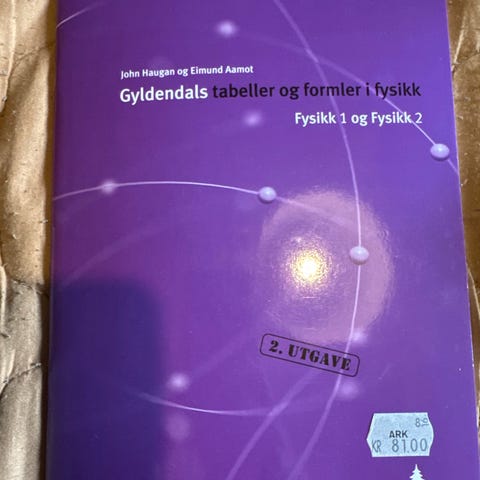 John Haugan og Eimund Aamot
Gyldendals tabeller og formler i fysikk
Fysikk 1 og Fysikk 2
2. UTGAVE
ARK
KR 81.00